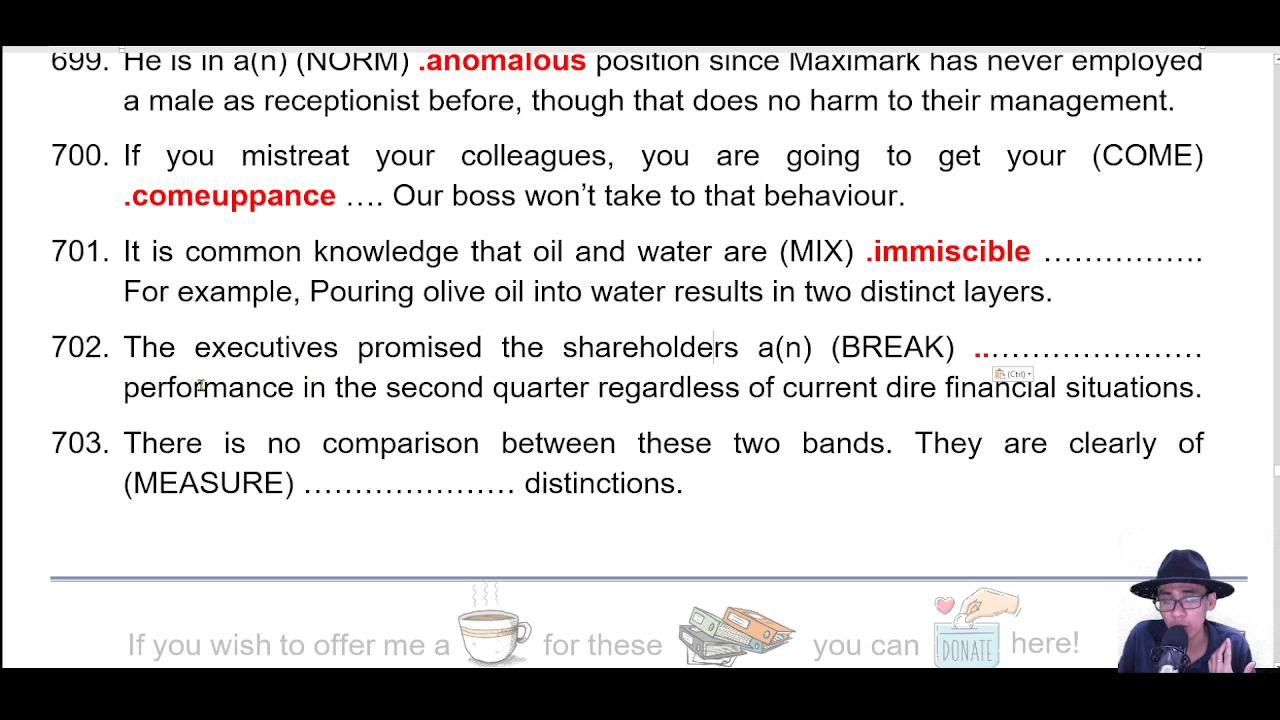 699. He is in a(n) (NORM) .anomalous position since Maximark has never employed
a male as receptionist before, though that does no harm to their management.
700. If you mistreat your colleagues, you are going to get your (COME)
.comeuppance …. Our boss won’t take to that behaviour.
701. It is common knowledge that oil and water are (MIX) .immiscible …………….
For example, Pouring olive oil into water results in two distinct layers.
702. The executives promised the shareholders a(n) (BREAK) ..…………………
(Ctrl)
performance in the second quarter regardless of current dire financial situations.
703. There is no comparison between these two bands. They are clearly of
(MEASURE) ………………… distinctions.
If you wish to offer me a for these you can DONATE here!